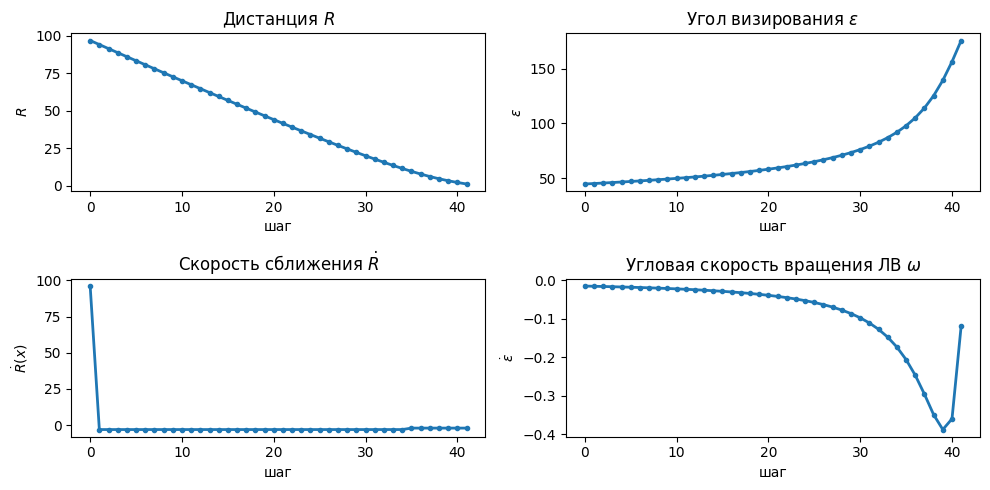 Дистанция R
100
75
50
25
0
R
0 10 20 30 40
шаг
Угол визирования ε
150
100
50
ε
0 10 20 30 40
шаг
Скорость сближения Ṙ
100
75
50
25
0
Ṙ(x)
0 10 20 30 40
шаг
Угловая скорость вращения ЛВ ω
0.0
−0.1
−0.2
−0.3
−0.4
ε̇
0 10 20 30 40
шаг